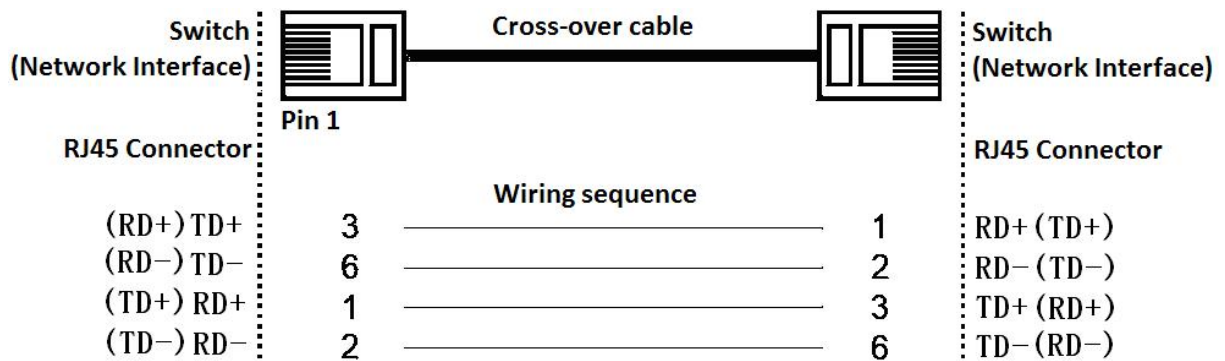 Switch
(Network Interface)
Cross-over cable
Switch
(Network Interface)
Pin 1
RJ45 Connector
RJ45 Connector
Wiring sequence
(RD+)TD+ 3 1 RD+(TD+)
(RD−)TD− 6 2 RD−(TD−)
(TD+)RD+ 1 3 TD+(RD+)
(TD−)RD− 2 6 TD−(RD−)